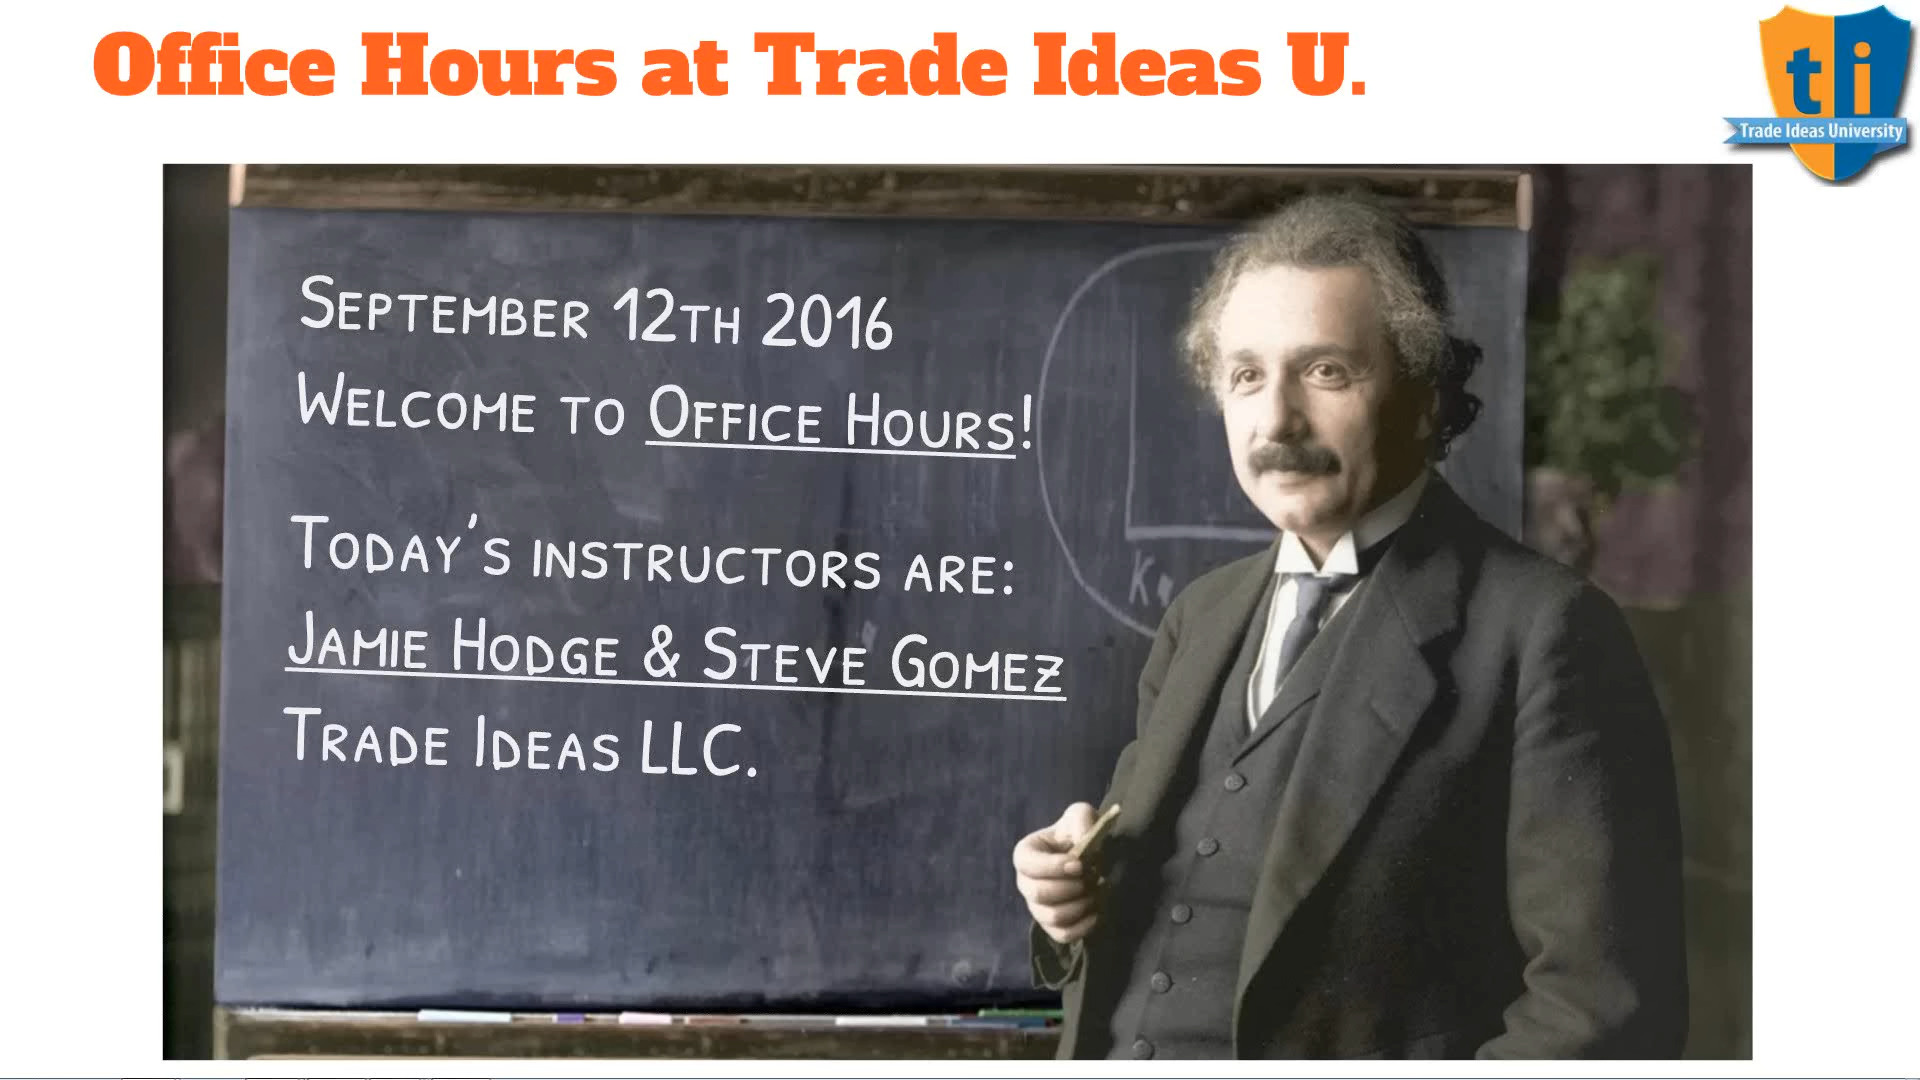 Office Hours at Trade Ideas U.
ti
Trade Ideas University
September 12th 2016
Welcome to Office Hours!
Today's instructors are:
Jamie Hodge & Steve Gomez
Trade Ideas LLC.